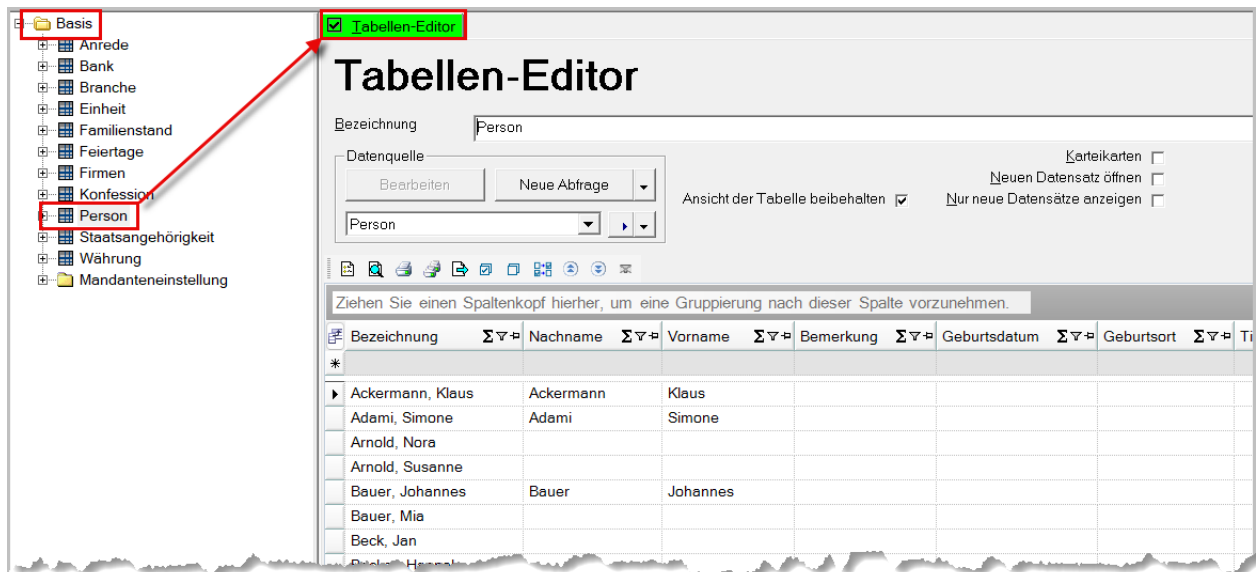 Basis
Anrede
Bank
Branche
Einheit
Familienstand
Feiertage
Firmen
Konfession
Person
Staatsangehörigkeit
Währung
Mandanteneinstellung
Tabellen-Editor
Tabellen-Editor
Bezeichnung Person
Datenquelle
Bearbeiten Neue Abfrage
Person
Ansicht der Tabelle beibehalten
Karteikarten
Neuen Datensatz öffnen
Nur neue Datensätze anzeigen
Ziehen Sie einen Spaltenkopf hierher, um eine Gruppierung nach dieser Spalte vorzunehmen.
Bezeichnung Nachname Vorname Bemerkung Geburtsdatum Geburtsort
Ackermann, Klaus Ackermann Klaus
Adami, Simone Adami Simone
Arnold, Nora
Arnold, Susanne
Bauer, Johannes Bauer Johannes
Bauer, Mia
Beck, Jan